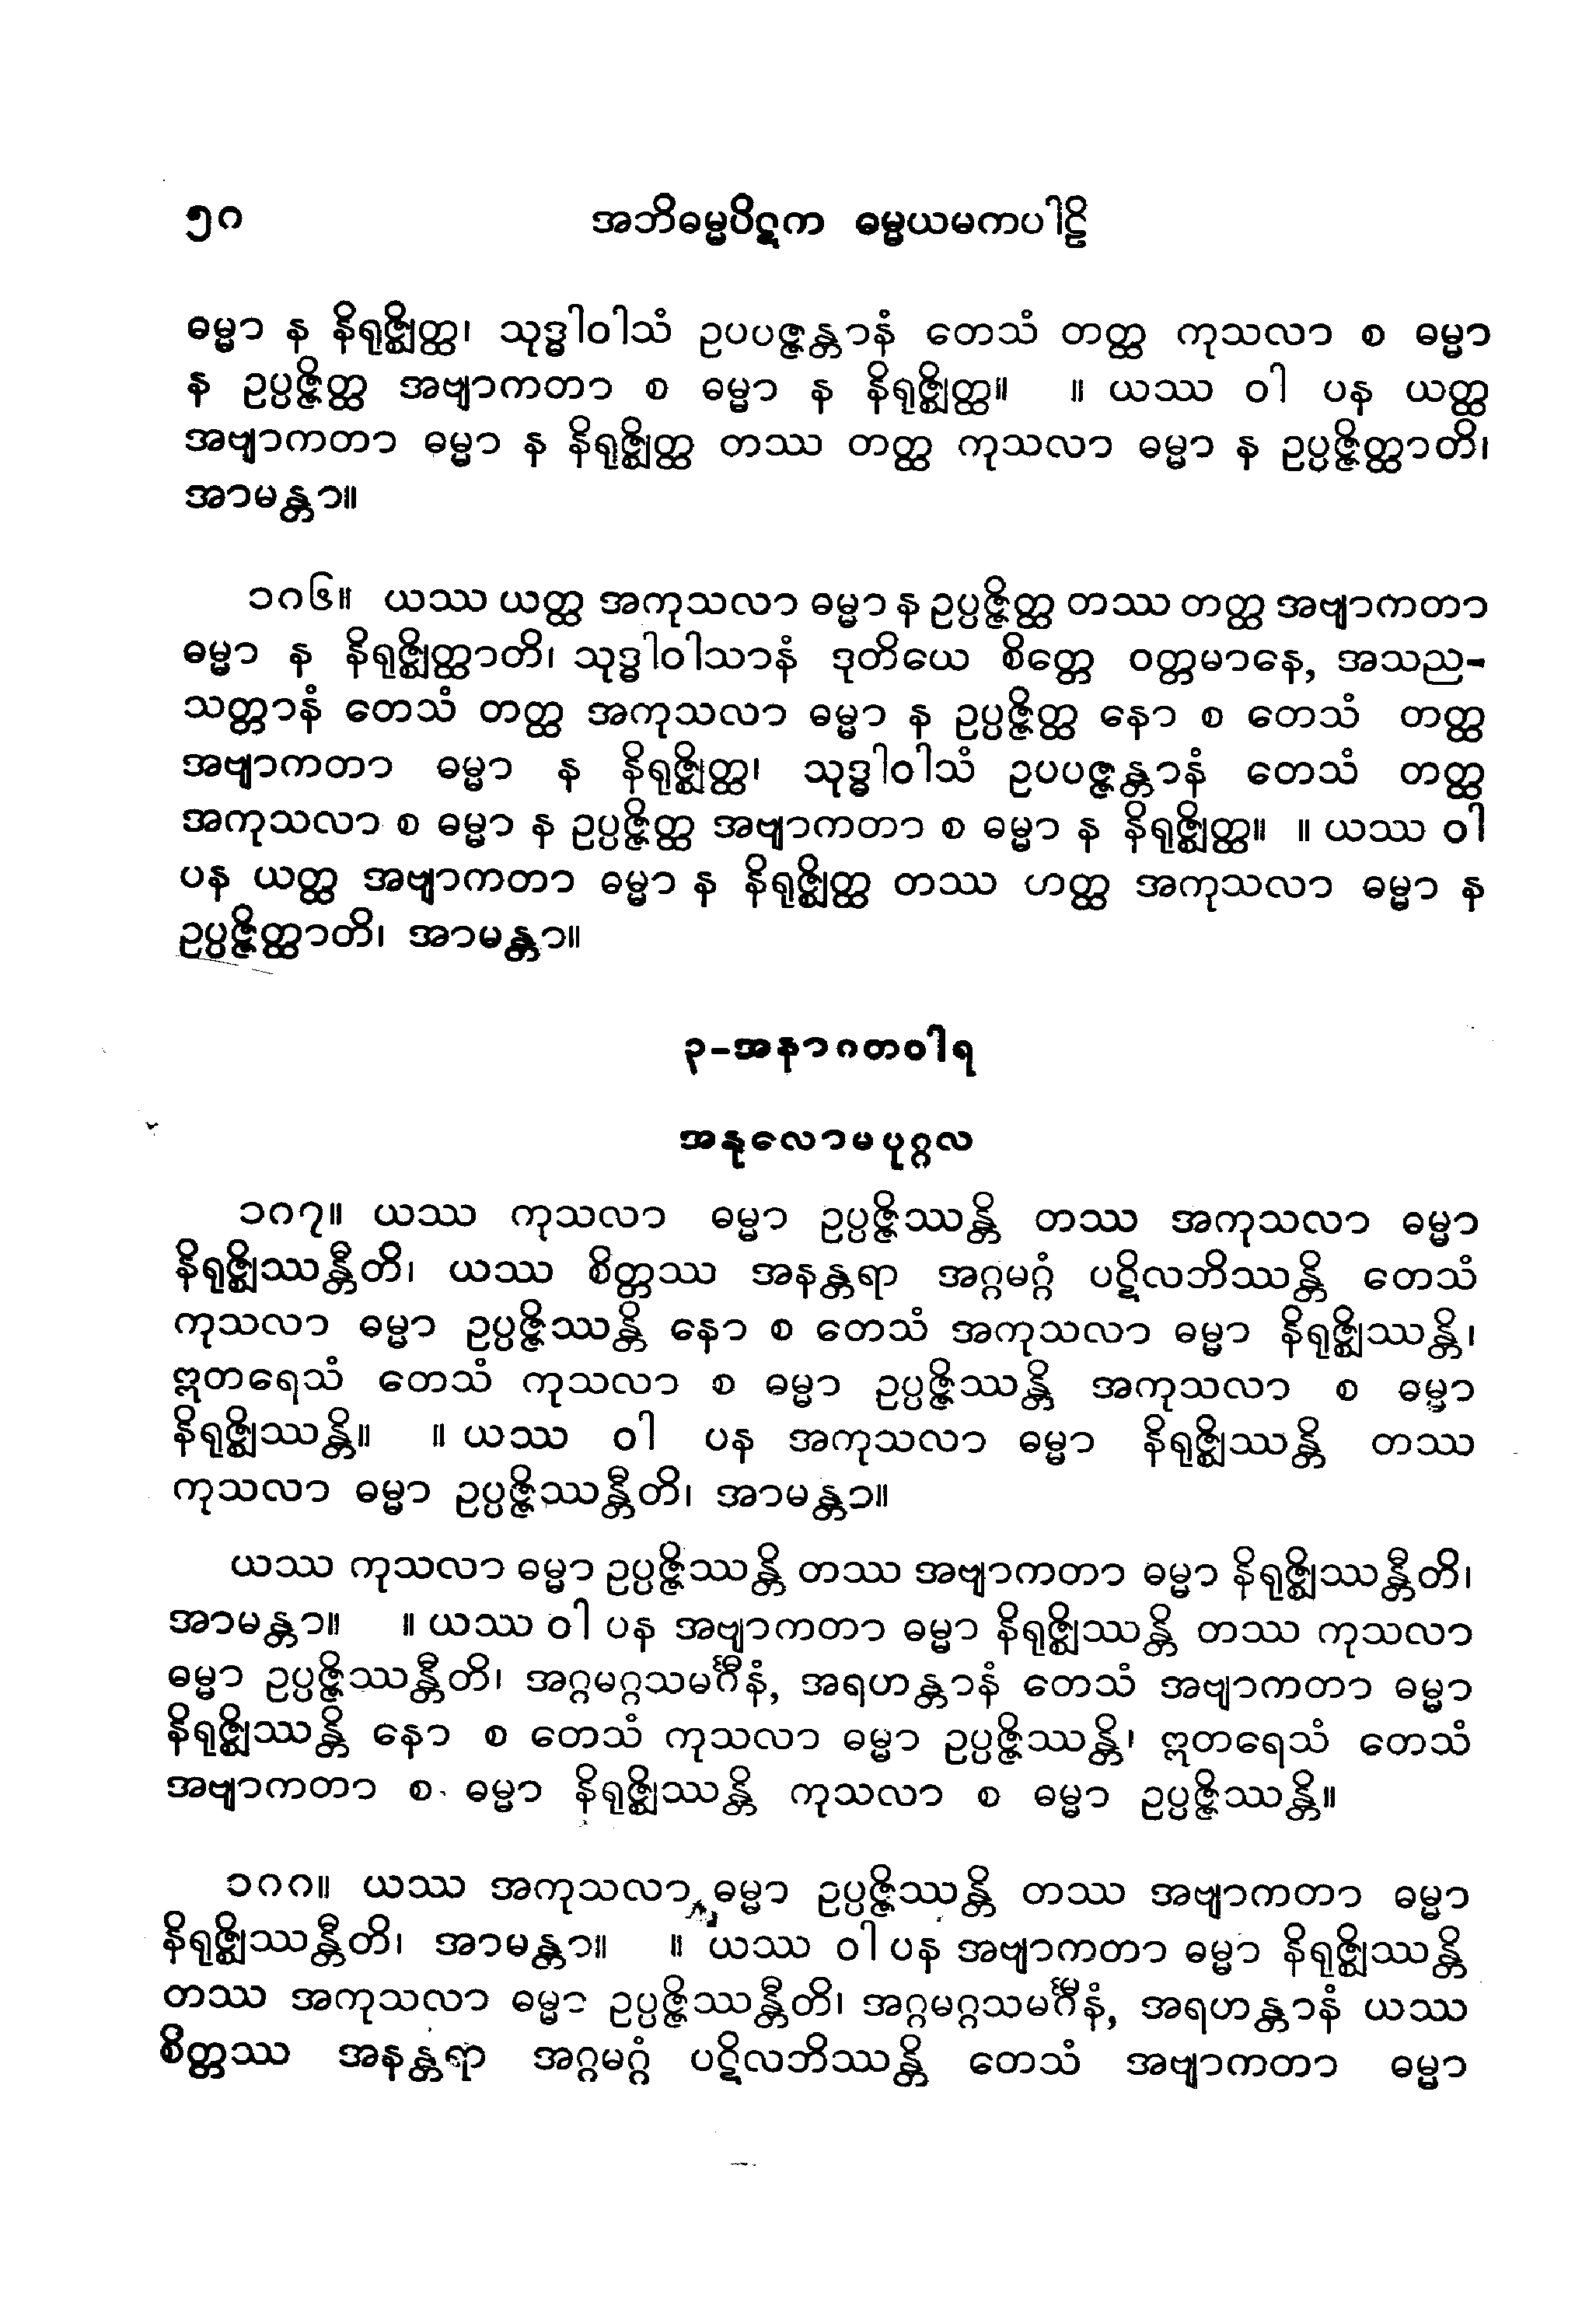 ၅၈ အဘိဓမ္မပိဋက ဓမ္မယမကပါဠိ
ဓမ္မာ န နိရုဇ္ဈိတ္ထ၊ သုဒ္ဓါဝါသံ ဥပပဇ္ဇန္တာနံ တေသံ တတ္ထ ကုသလာ စ ဓမ္မာ
န ဥပ္ပဇ္ဇိတ္ထ အဗျာကတာ စ ဓမ္မာ န နိရုဇ္ဈိတ္ထ။ ။ ယဿ ဝါ ပန ယတ္ထ
အဗျာကတာ ဓမ္မာ န နိရုဇ္ဈိတ္ထ တဿ တတ္ထ ကုသလာ ဓမ္မာ န ဥပ္ပဇ္ဇိတ္ထာတိ၊
အာမန္တာ။
၁၀၆။ ယဿ ယတ္ထ အကုသလာ ဓမ္မာ န ဥပ္ပဇ္ဇိတ္ထ တဿ တတ္ထ အဗျာကတာ
ဓမ္မာ န နိရုဇ္ဈိတ္ထာတိ၊ သုဒ္ဓါဝါသာနံ ဒုတိယေ စိတ္တေ ဝတ္တမာနေ, အသည-
သတ္တာနံ တေသံ တတ္ထ အကုသလာ ဓမ္မာ န ဥပ္ပဇ္ဇိတ္ထ နော စ တေသံ တတ္ထ
အဗျာကတာ ဓမ္မာ န နိရုဇ္ဈိတ္ထ၊ သုဒ္ဓါဝါသံ ဥပပဇ္ဇန္တာနံ တေသံ တတ္ထ
အကုသလာ စ ဓမ္မာ န ဥပ္ပဇ္ဇိတ္ထ အဗျာကတာ စ ဓမ္မာ န နိရုဇ္ဈိတ္ထ။ ။ ယဿ ဝါ
ပန ယတ္ထ အဗျာကတာ ဓမ္မာ န နိရုဇ္ဈိတ္ထ တဿ ဟတ္ထ အကုသလာ ဓမ္မာ န
ဥပ္ပဇ္ဇိတ္ထာတိ၊ အာမန္တာ။
၃-အနာဂတဝါရ
အနုလောမပုဂ္ဂလ
၁၀၇။ ယဿ ကုသလာ ဓမ္မာ ဥပ္ပဇ္ဇိဿန္တိ တဿ အကုသလာ ဓမ္မာ
နိရုဇ္ဈိဿန္တီတိ၊ ယဿ စိတ္တဿ အနန္တရာ အဂ္ဂမဂ္ဂံ ပဋိလဘိဿန္တိ တေသံ
ကုသလာ ဓမ္မာ ဥပ္ပဇ္ဇိဿန္တိ နော စ တေသံ အကုသလာ ဓမ္မာ နိရုဇ္ဈိဿန္တိ၊
ဣတရေသံ တေသံ ကုသလာ စ ဓမ္မာ ဥပ္ပဇ္ဇိဿန္တိ အကုသလာ စ ဓမ္မာ
နိရုဇ္ဈိဿန္တိ။ ။ ယဿ ဝါ ပန အကုသလာ ဓမ္မာ နိရုဇ္ဈိဿန္တိ တဿ
ကုသလာ ဓမ္မာ ဥပ္ပဇ္ဇိဿန္တီတိ၊ အာမန္တာ။
ယဿ ကုသလာ ဓမ္မာ ဥပ္ပဇ္ဇိဿန္တိ တဿ အဗျာကတာ ဓမ္မာ နိရုဇ္ဈိဿန္တီတိ၊
အာမန္တာ။ ။ ယဿ ဝါ ပန အဗျာကတာ ဓမ္မာ နိရုဇ္ဈိဿန္တိ တဿ ကုသလာ
ဓမ္မာ ဥပ္ပဇ္ဇိဿန္တီတိ၊ အဂ္ဂမဂ္ဂသမင်္ဂီနံ, အရဟန္တာနံ တေသံ အဗျာကတာ ဓမ္မာ
နိရုဇ္ဈိဿန္တိ နော စ တေသံ ကုသလာ ဓမ္မာ ဥပ္ပဇ္ဇိဿန္တိ၊ ဣတရေသံ တေသံ
အဗျာကတာ စ ဓမ္မာ နိရုဇ္ဈိဿန္တိ ကုသလာ စ ဓမ္မာ ဥပ္ပဇ္ဇိဿန္တိ။
၁၀၈။ ယဿ အကုသလာ ဓမ္မာ ဥပ္ပဇ္ဇိဿန္တိ တဿ အဗျာကတာ ဓမ္မာ
နိရုဇ္ဈိဿန္တီတိ၊ အာမန္တာ။ ။ ယဿ ဝါ ပန အဗျာကတာ ဓမ္မာ နိရုဇ္ဈိဿန္တိ
တဿ အကုသလာ ဓမ္မာ ဥပ္ပဇ္ဇိဿန္တီတိ၊ အဂ္ဂမဂ္ဂသမင်္ဂီနံ, အရဟန္တာနံ ယဿ
စိတ္တဿ အနန္တရာ အဂ္ဂမဂ္ဂံ ပဋိလဘိဿန္တိ တေသံ အဗျာကတာ ဓမ္မာ